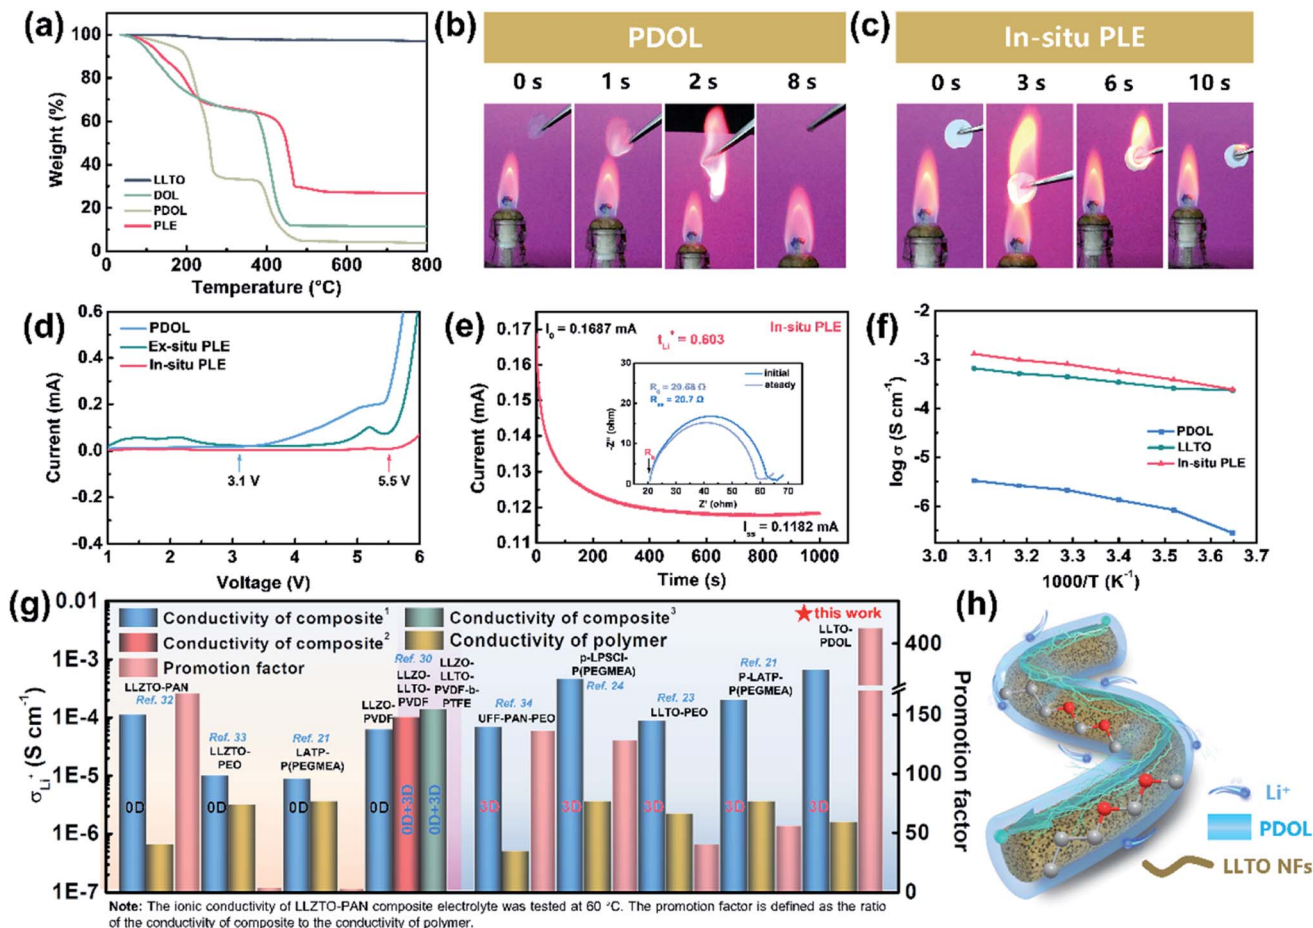 (a)
100
80
60
40
20
0
Weight (%)
LLTO
DOL
PDOL
PLE
0 200 400 600 800
Temperature (°C)
(b)
PDOL
0 s 1 s 2 s 8 s
(c)
In-situ PLE
0 s 3 s 6 s 10 s
(d)
0.6
0.4
0.2
0.0
-0.2
-0.4
Current (mA)
PDOL
Ex-situ PLE
In-situ PLE
3.1 V
5.5 V
1 2 3 4 5 6
Voltage (V)
(e)
0.17
0.16
0.15
0.14
0.13
0.12
0.11
Current (mA)
I0 = 0.1687 mA
In-situ PLE
tLi+ = 0.603
30
20
10
0
-10
-Z'' (ohm)
initial
steady
Rss = 20.7 Ω
Rb
10 20 30 40 50 60 70 80
Z' (ohm)
Iss = 0.1182 mA
0 200 400 600 800 1000
Time (s)
(f)
-2
-3
-4
-5
-6
log σ (S cm-1)
PDOL
LLTO
In-situ PLE
3.0 3.1 3.2 3.3 3.4 3.5 3.6 3.7
1000/T (K-1)
(g)
0.01
1E-3
1E-4
1E-5
1E-6
1E-7
σLi+ (S cm-1)
Conductivity of composite1
Conductivity of composite2
Promotion factor
Conductivity of composite3
Conductivity of polymer
★this work
LLZTO-PAN
Ref. 32
0D
Ref. 33
LLZTO-
PEO
0D
Ref. 21
LATP-
P(PEGMEA)
0D
LLZO-
PVDF
0D
Ref. 30
LLZO-
LLTO-
PVDF
0D+3D
LLZO-
LLTO-
PVDF-b-
PTFE
0D+3D
Ref. 34
UFF-PAN-PEO
3D
p-LPSCl-
P(PEGMEA)
Ref. 24
3D
Ref. 23
LLTO-PEO
3D
Ref. 21
P-LATP-
P(PEGMEA)
3D
LLTO-
PDOL
3D
400
150
100
50
0
Promotion factor
Note: The ionic conductivity of LLZTO-PAN composite electrolyte was tested at 60 °C. The promotion factor is defined as the ratio
of the conductivity of composite to the conductivity of polymer.
(h)
Li+
PDOL
LLTO NFs